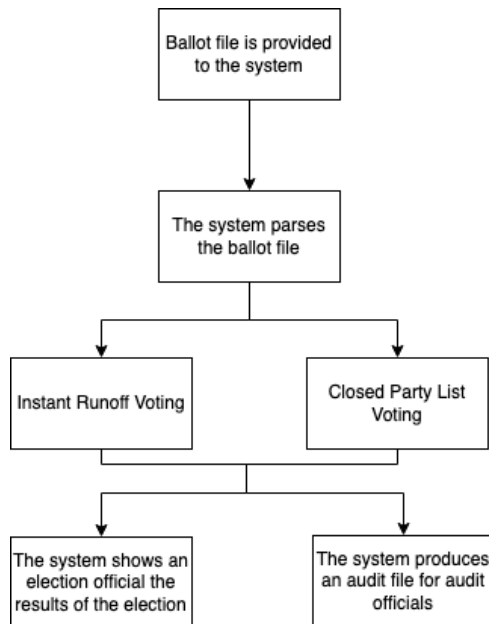 Ballot file is provided
to the system
The system parses
the ballot file
Instant Runoff Voting
Closed Party List
Voting
The system shows an
election official the
results of the election
The system produces
an audit file for audit
officials